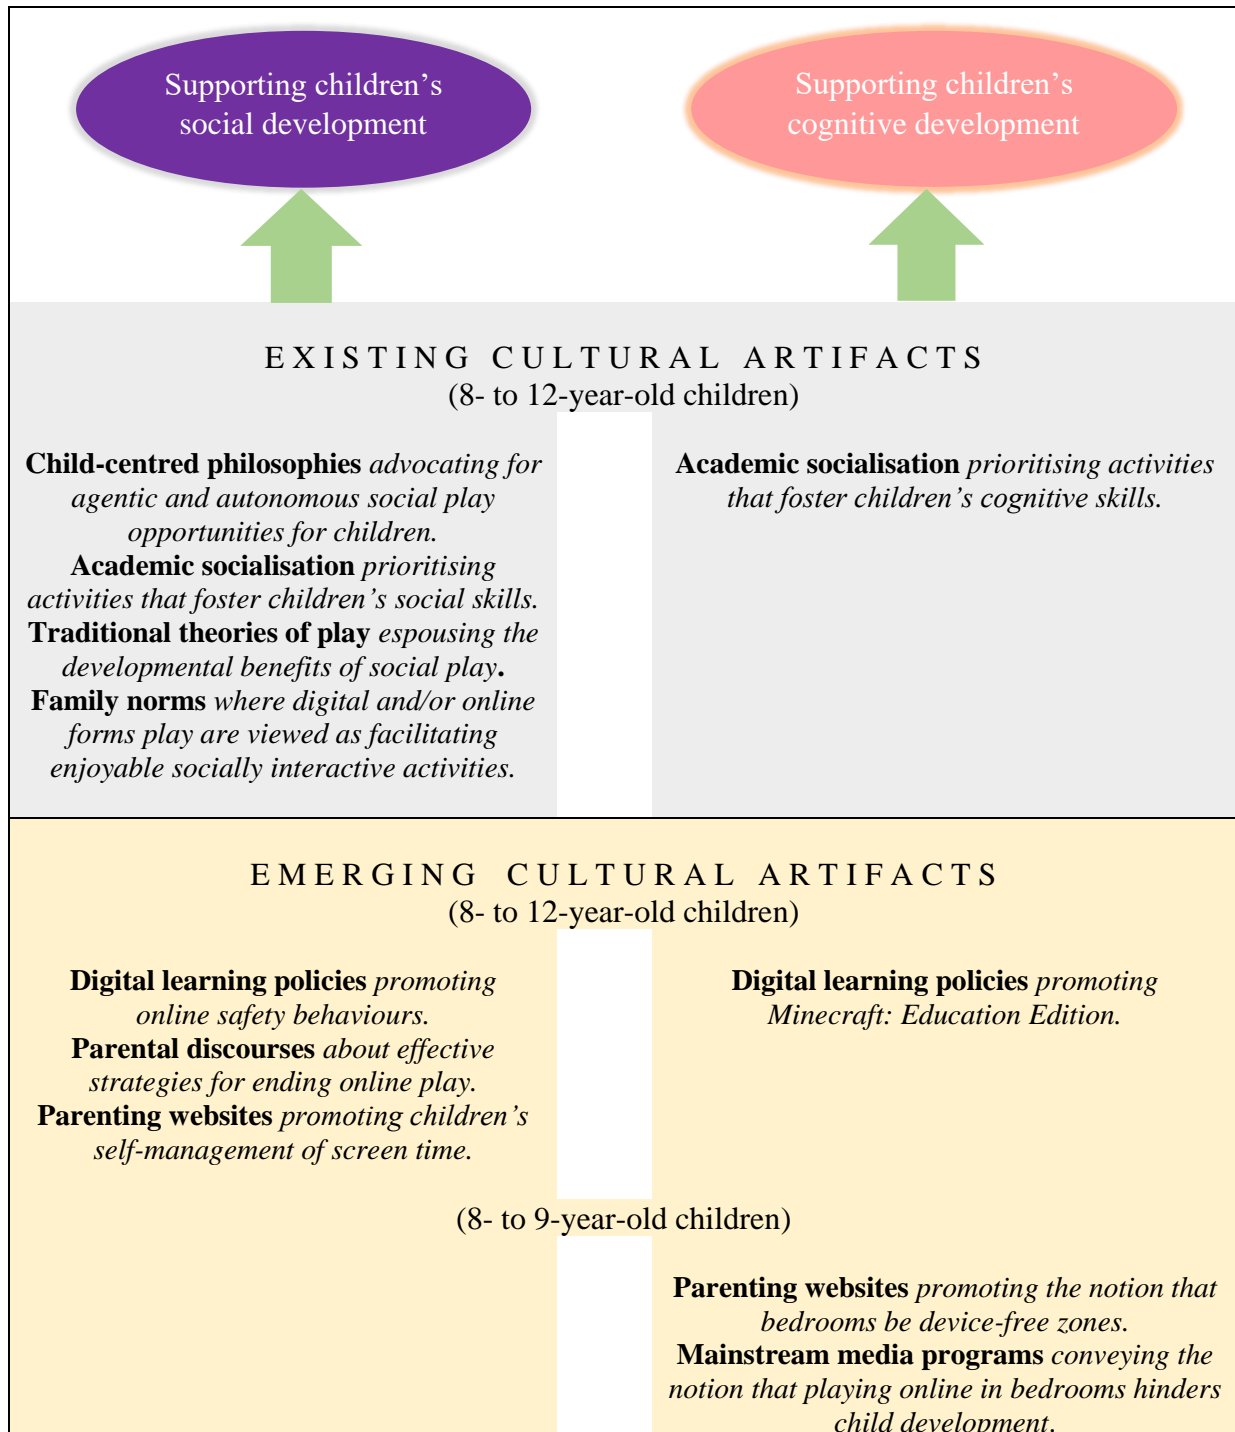 Supporting children’s
social development
Supporting children’s
cognitive development
EXISTING CULTURAL ARTIFACTS
(8- to 12-year-old children)
Child-centred philosophies advocating for
agentic and autonomous social play
opportunities for children.
Academic socialisation prioritising
activities that foster children’s social skills.
Traditional theories of play espousing the
developmental benefits of social play.
Family norms where digital and/or online
forms play are viewed as facilitating
enjoyable socially interactive activities.
Academic socialisation prioritising activities
that foster children’s cognitive skills.
EMERGING CULTURAL ARTIFACTS
(8- to 12-year-old children)
Digital learning policies promoting
online safety behaviours.
Parental discourses about effective
strategies for ending online play.
Parenting websites promoting children’s
self-management of screen time.
Digital learning policies promoting
Minecraft: Education Edition.
(8- to 9-year-old children)
Parenting websites promoting the notion that
bedrooms be device-free zones.
Mainstream media programs conveying the
notion that playing online in bedrooms hinders
child development.